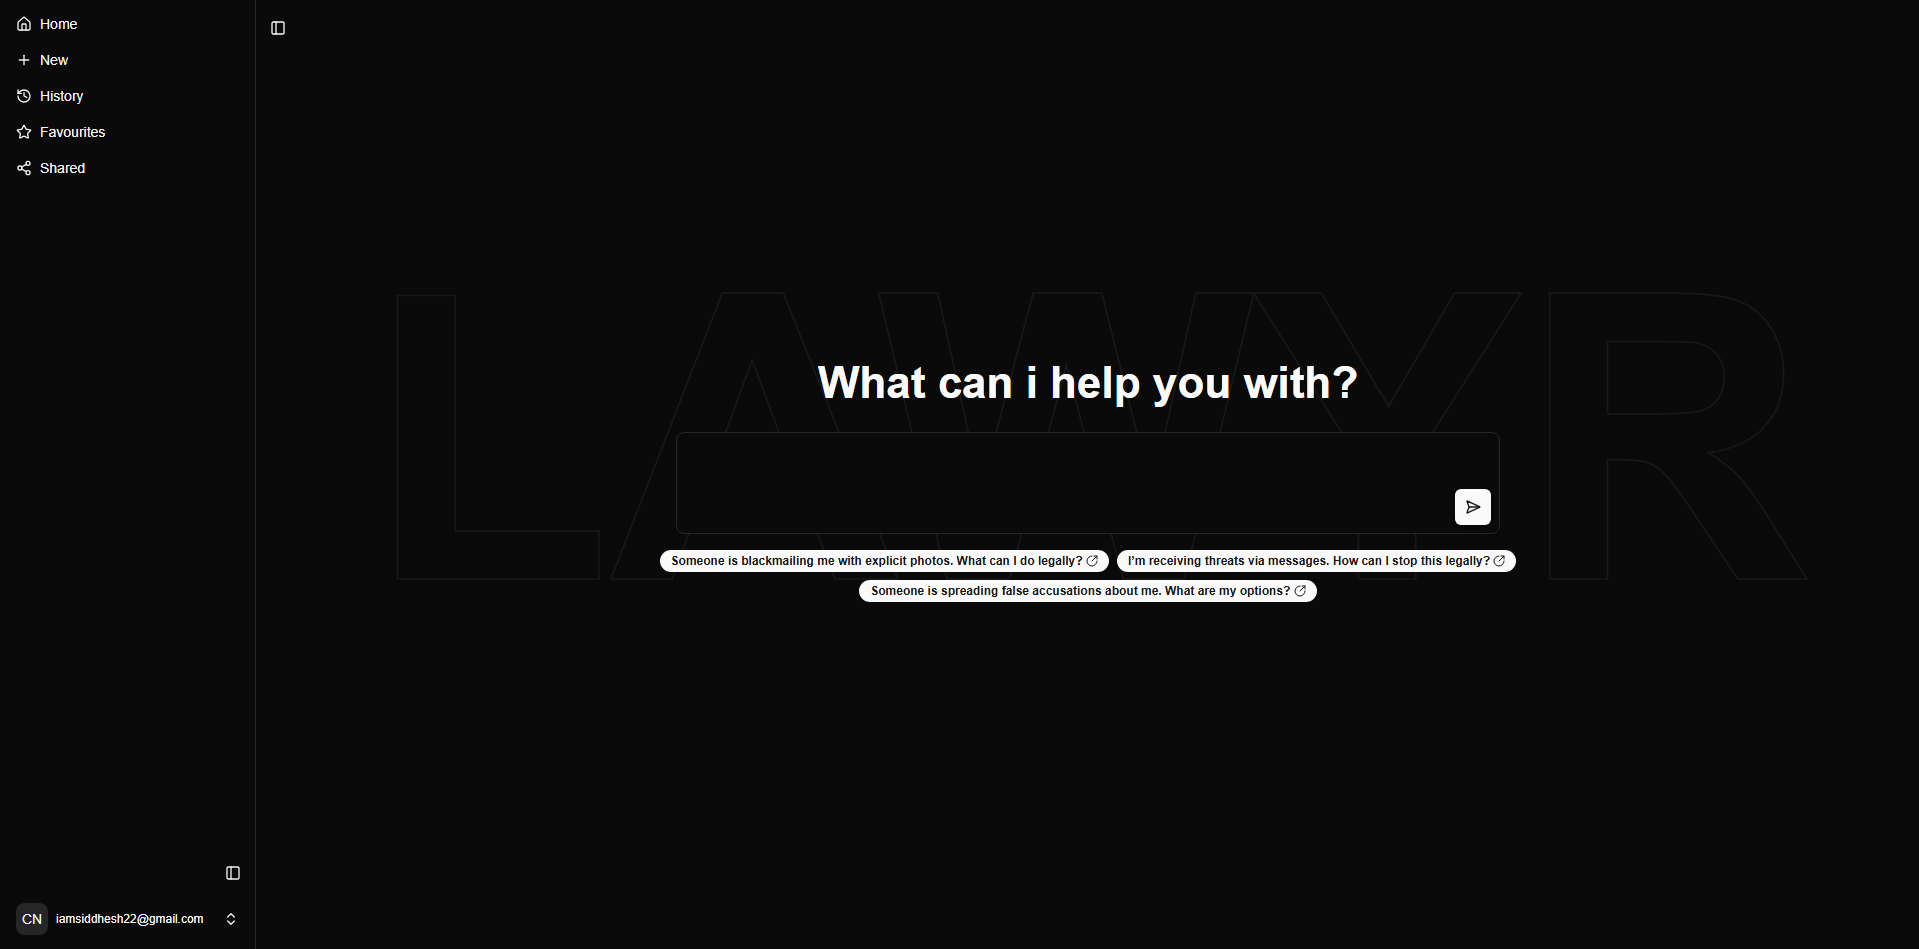 Home
New
History
Favourites
Shared
LAWYR
What can i help you with?
Someone is blackmailing me with explicit photos. What can I do legally?
I'm receiving threats via messages. How can I stop this legally?
Someone is spreading false accusations about me. What are my options?
CN
iamsiddhesh22@gmail.com